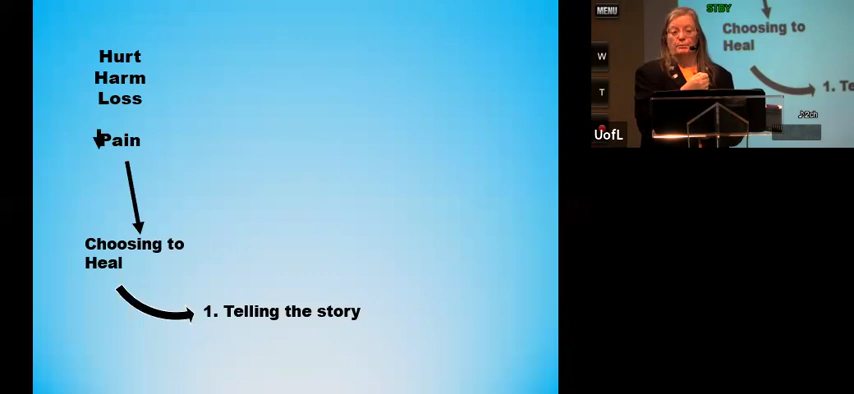 Hurt
Harm
Loss
Pain
Choosing to
Heal
1. Telling the story
MENU
STBY
Choosing to
Heal
1. Te
W
T
2ch
UofL